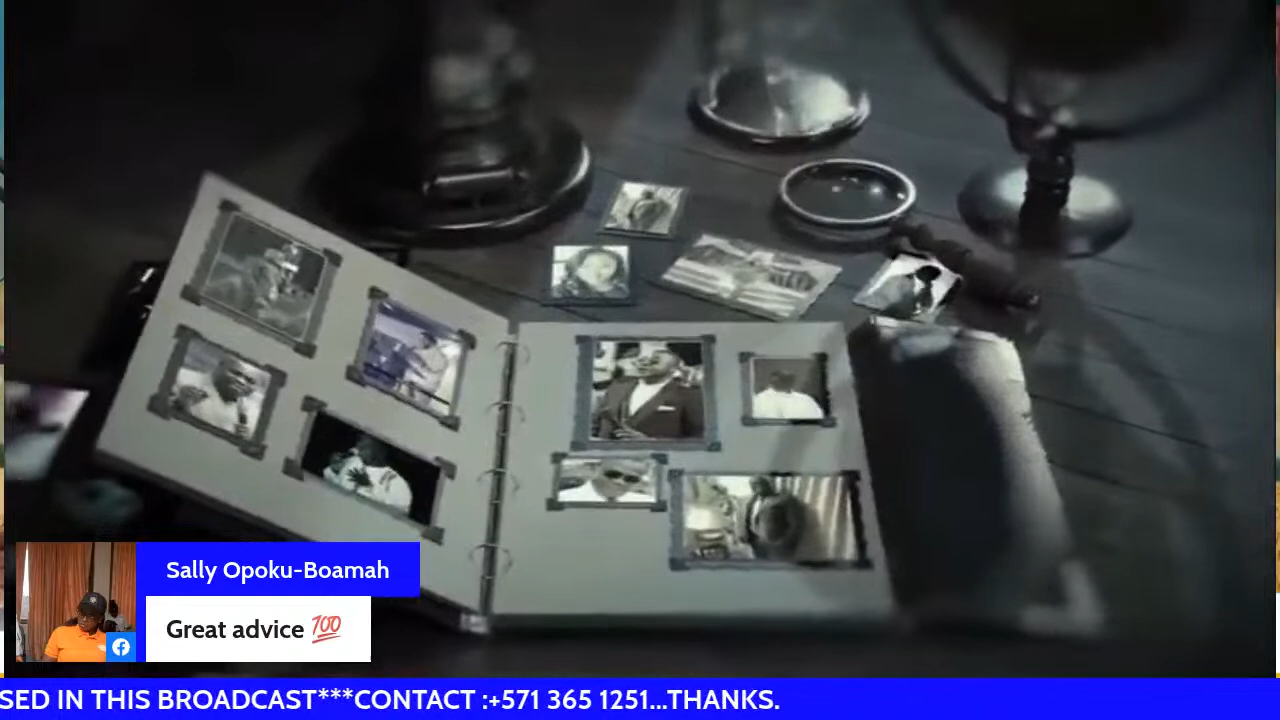 Sally Opoku-Boamah
Great advice 💯
SED IN THIS BROADCAST***CONTACT :+571 365 1251...THANKS.